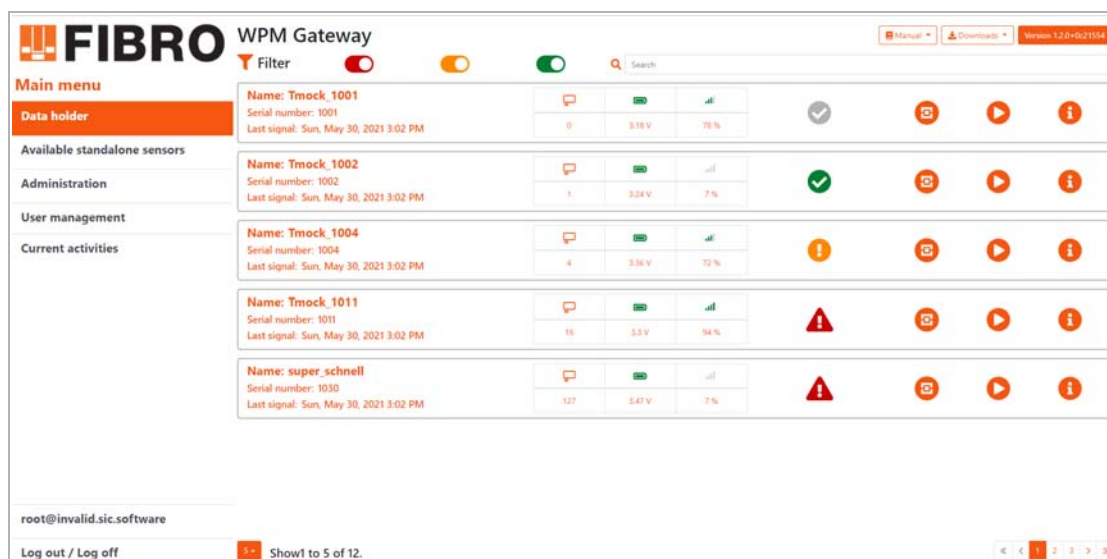 FIBRO
WPM Gateway
Manual
Downloads
Version 1.2.0+0c21554
Filter
Search
Main menu
Data holder
Available standalone sensors
Administration
User management
Current activities
Name: Tmock_1001
Serial number: 1001
Last signal: Sun, May 30, 2021 3:02 PM
0
3.18 V
78 %
Name: Tmock_1002
Serial number: 1002
Last signal: Sun, May 30, 2021 3:02 PM
1
3.24 V
7 %
Name: Tmock_1004
Serial number: 1004
Last signal: Sun, May 30, 2021 3:02 PM
4
3.36 V
72 %
Name: Tmock_1011
Serial number: 1011
Last signal: Sun, May 30, 2021 3:02 PM
16
3.3 V
94 %
Name: super_schnell
Serial number: 1030
Last signal: Sun, May 30, 2021 3:02 PM
127
3.47 V
7 %
root@invalid.sic.software
Log out / Log off
5
Show1 to 5 of 12.
« ‹ 1 2 3 ›